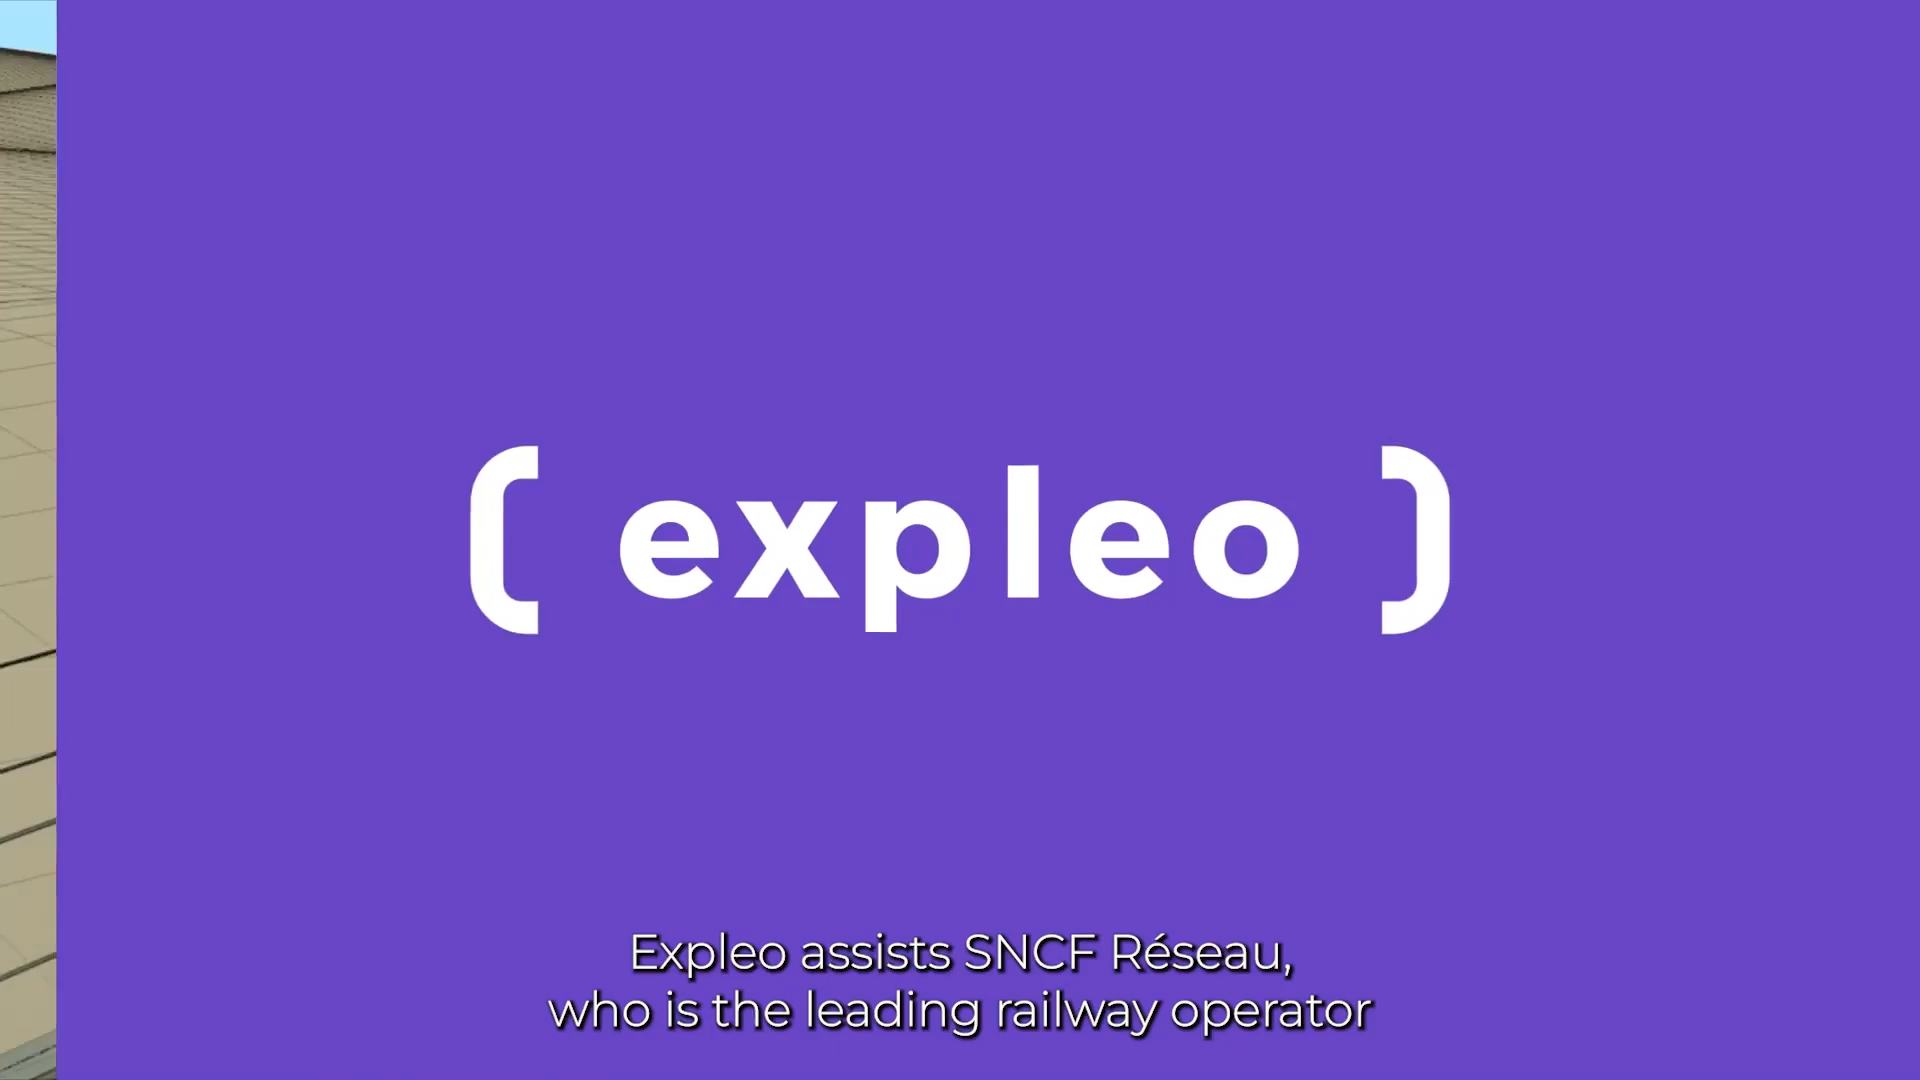 expleo
Expleo assists SNCF Réseau,
who is the leading railway operator